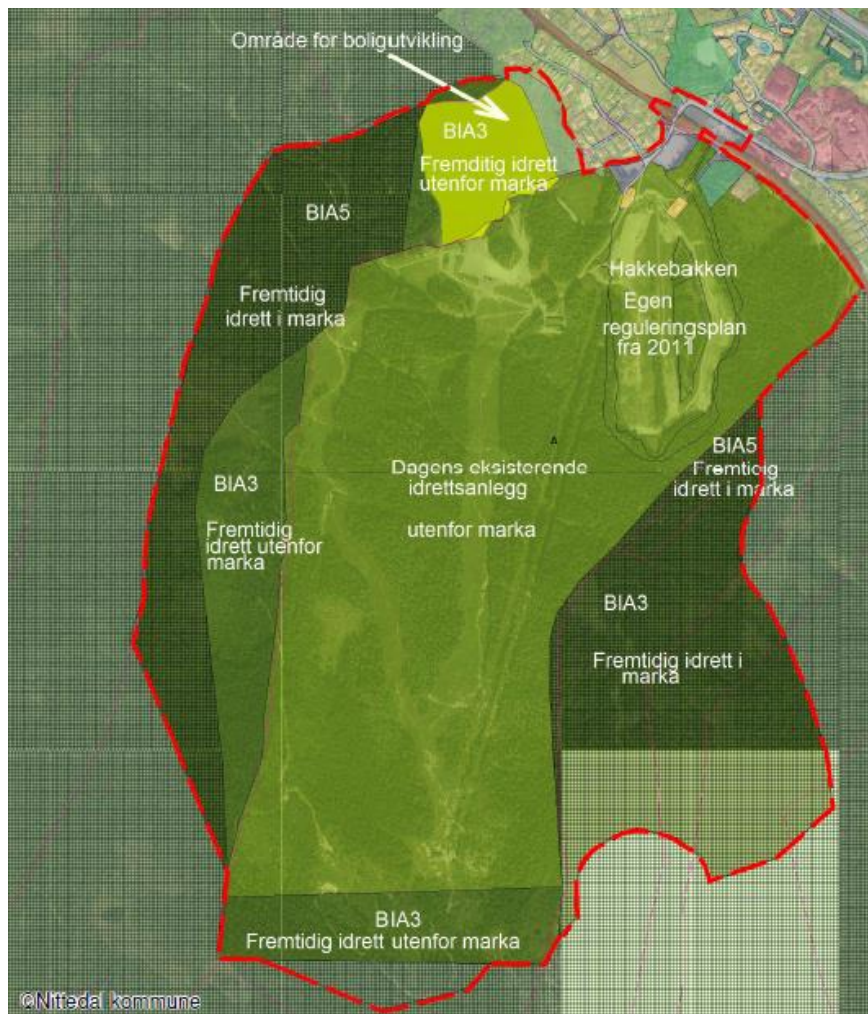 Område for boligutvikling
BIA3
Fremditig idrett
utenfor marka
BIA5
Fremtidig
idrett i marka
Hakkebakken
Egen
reguleringsplan
fra 2011
BIA5
Fremtidig
idrett i marka
BIA3
Fremtidig
idrett utenfor
marka
A
Dagens eksisterende
idrettsanlegg
utenfor marka
BIA3
Fremtidig idrett i
marka
BIA3
Fremtidig idrett utenfor marka
©Nittedal kommune